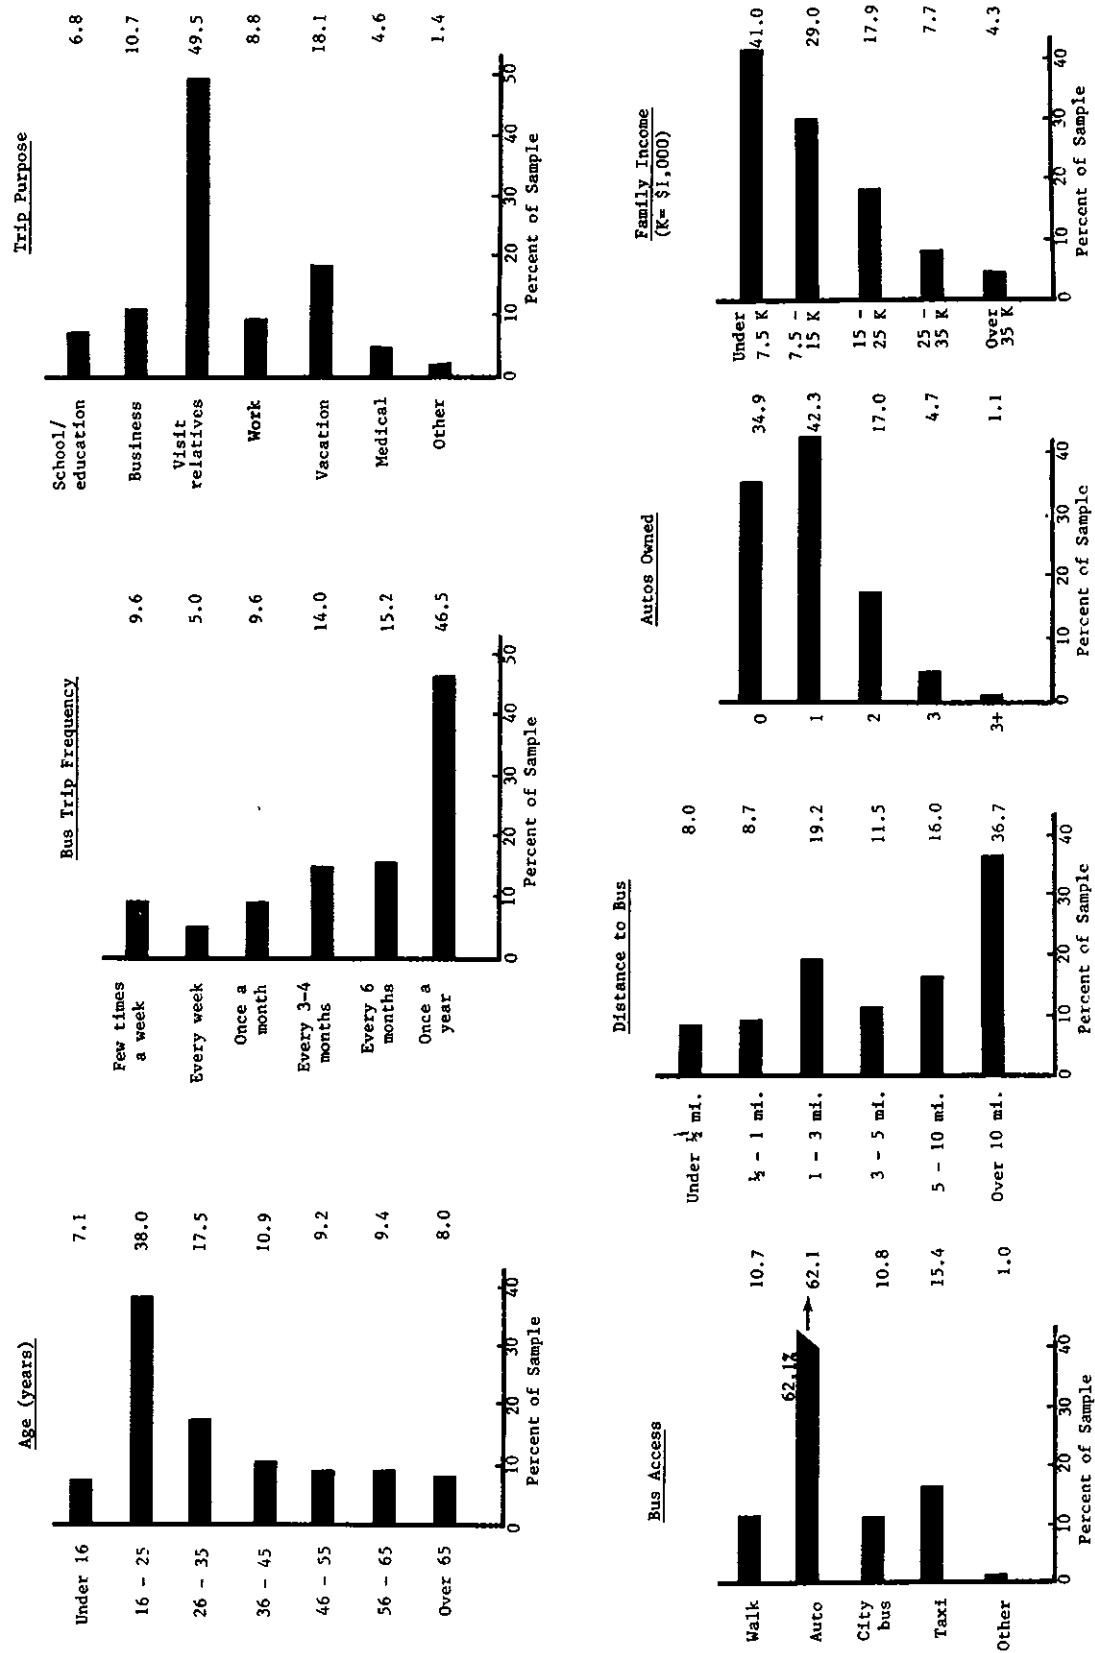 Age (years)
Under 16 7.1
16 - 25 38.0
26 - 35 17.5
36 - 45 10.9
46 - 55 9.2
56 - 65 9.4
Over 65 8.0
0 10 20 30 40
Percent of Sample
Bus Trip Frequency
Few times
a week 9.6
Every week 5.0
Once a
month 9.6
Every 3-4
months 14.0
Every 6
months 15.2
Once a
year 46.5
0 10 20 30 40 50
Percent of Sample
Trip Purpose
School/
education 6.8
Business 10.7
Visit
relatives 49.5
Work 8.8
Vacation 18.1
Medical 4.6
Other 1.4
0 10 20 30 40 50
Percent of Sample
Bus Access
Walk 10.7
Auto 62.1% 62.1
City
bus 10.8
Taxi 15.4
Other 1.0
0 10 20 30 40
Percent of Sample
Distance to Bus
Under ½ mi. 8.0
½ - 1 mi. 8.7
1 - 3 mi. 19.2
3 - 5 mi. 11.5
5 - 10 mi. 16.0
Over 10 mi. 36.7
0 10 20 30 40
Percent of Sample
Autos Owned
0 34.9
1 42.3
2 17.0
3 4.7
3+ 1.1
0 10 20 30 40
Percent of Sample
Family Income
(K= $1,000)
Under
7.5 K 41.0
7.5 -
15 K 29.0
15 -
25 K 17.9
25 -
35 K 7.7
Over
35 K 4.3
0 10 20 30 40
Percent of Sample